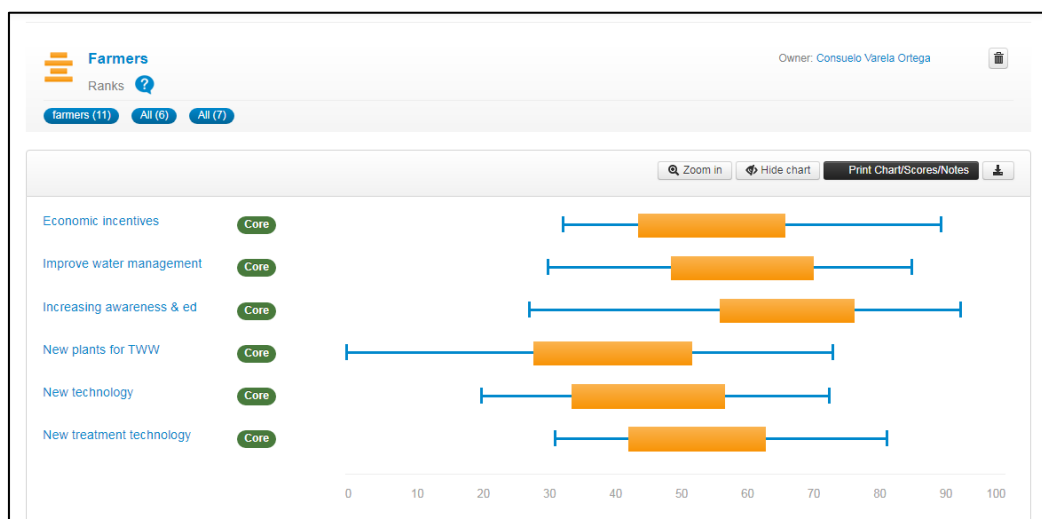 Farmers
Owner: Consuelo Varela Ortega
Ranks ?
farmers (11) All (6) All (7)
Zoom in Hide chart Print Chart/Scores/Notes
Economic incentives Core
Improve water management Core
Increasing awareness & ed Core
New plants for TWW Core
New technology Core
New treatment technology Core
0 10 20 30 40 50 60 70 80 90 100